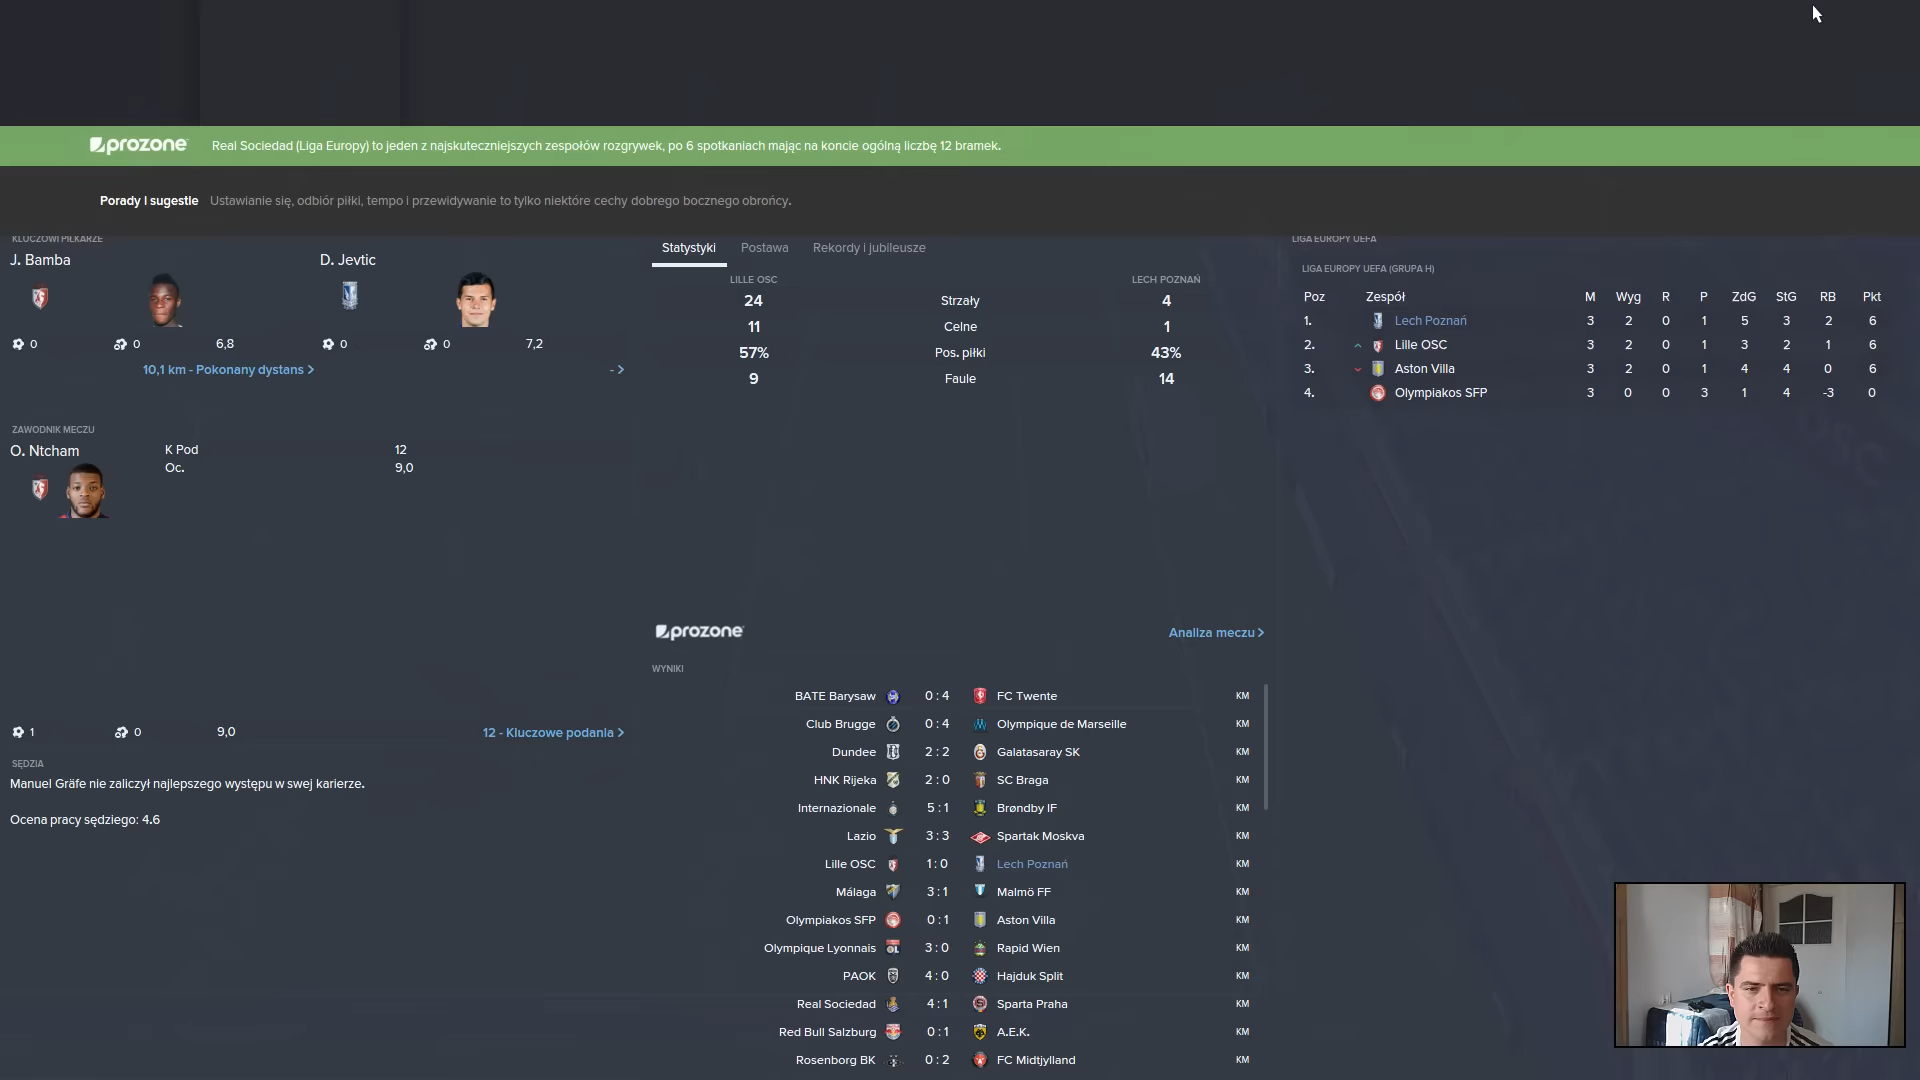 prozone Real Sociedad (Liga Europy) to jeden z najskuteczniejszych zespołów rozgrywek, po 6 spotkaniach mając na koncie ogólną liczbę 12 bramek.
Porady i sugestie Ustawianie się, odbiór piłki, tempo i przewidywanie to tylko niektóre cechy dobrego bocznego obrońcy.
KLUCZOWI PIŁKARZE
J. Bamba D. Jevtic
0 0 6,8 0 0 7,2
10,1 km - Pokonany dystans > - >
ZAWODNIK MECZU
O. Ntcham K Pod 12
Oc. 9,0
1 0 9,0 12 - Kluczowe podania >
SĘDZIA
Manuel Gräfe nie zaliczył najlepszego występu w swej karierze.
Ocena pracy sędziego: 4.6
Statystyki Postawa Rekordy i jubileusze
LILLE OSC LECH POZNAŃ
24 Strzały 4
11 Celne 1
57% Pos. piłki 43%
9 Faule 14
prozone Analiza meczu >
WYNIKI
BATE Barysaw 0 : 4 FC Twente KM
Club Brugge 0 : 4 Olympique de Marseille KM
Dundee 2 : 2 Galatasaray SK KM
HNK Rijeka 2 : 0 SC Braga KM
Internazionale 5 : 1 Brøndby IF KM
Lazio 3 : 3 Spartak Moskva KM
Lille OSC 1 : 0 Lech Poznań KM
Málaga 3 : 1 Malmö FF KM
Olympiakos SFP 0 : 1 Aston Villa KM
Olympique Lyonnais 3 : 0 Rapid Wien KM
PAOK 4 : 0 Hajduk Split KM
Real Sociedad 4 : 1 Sparta Praha KM
Red Bull Salzburg 0 : 1 A.E.K. KM
Rosenborg BK 0 : 2 FC Midtjylland KM
LIGA EUROPY UEFA
LIGA EUROPY UEFA (GRUPA H)
Poz Zespół M Wyg R P ZdG StG RB Pkt
1. Lech Poznań 3 2 0 1 5 3 2 6
2. Lille OSC 3 2 0 1 3 2 1 6
3. Aston Villa 3 2 0 1 4 4 0 6
4. Olympiakos SFP 3 0 0 3 1 4 -3 0